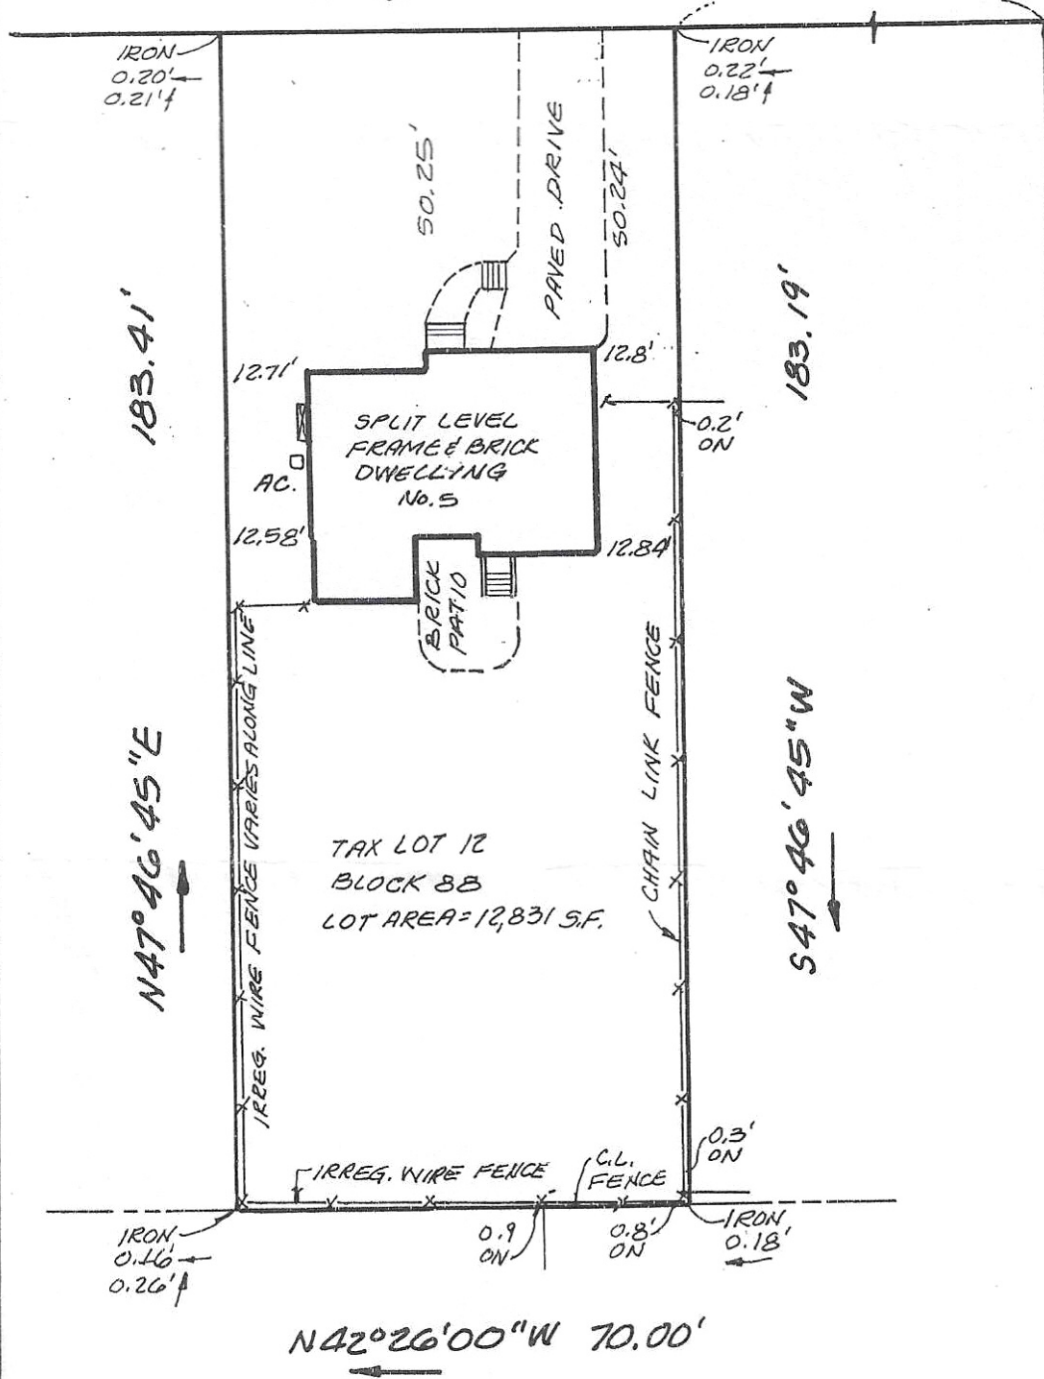 IRON
0.20'
0.21'
IRON
0.22'
0.18'
50.25'
PAVED DRIVE
50.24'
183.41'
183.19'
12.71'
12.8'
0.2'
ON
SPLIT LEVEL
FRAME & BRICK
DWELLING
No. 5
AC.
12.58'
12.84'
BRICK
PATIO
IRREG. WIRE FENCE VARIES ALONG LINE
CHAIN LINK FENCE
N47°46'45"E
S47°46'45"W
TAX LOT 12
BLOCK 88
LOT AREA = 12,831 S.F.
0.3'
ON
IRREG. WIRE FENCE
C.L.
FENCE
IRON
0.16'
0.26'
0.9
ON
0.8'
ON
IRON
0.18'
N42°26'00"W 70.00'